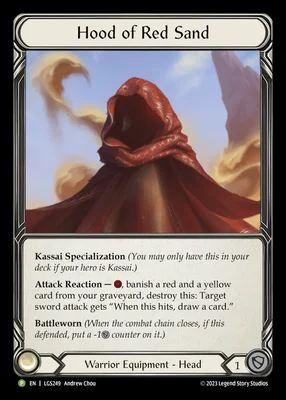 Hood of Red Sand
Kassai Specialization (You may only have this in your
deck if your hero is Kassai.)
Attack Reaction — , banish a red and a yellow
card from your graveyard, destroy this: Target
sword attack gets "When this hits, draw a card."
Battleworn (When the combat chain closes, if this
defended, put a -1 counter on it.)
Warrior Equipment - Head
1
P EN | LGS249 Andrew Chou
© 2023 Legend Story Studios